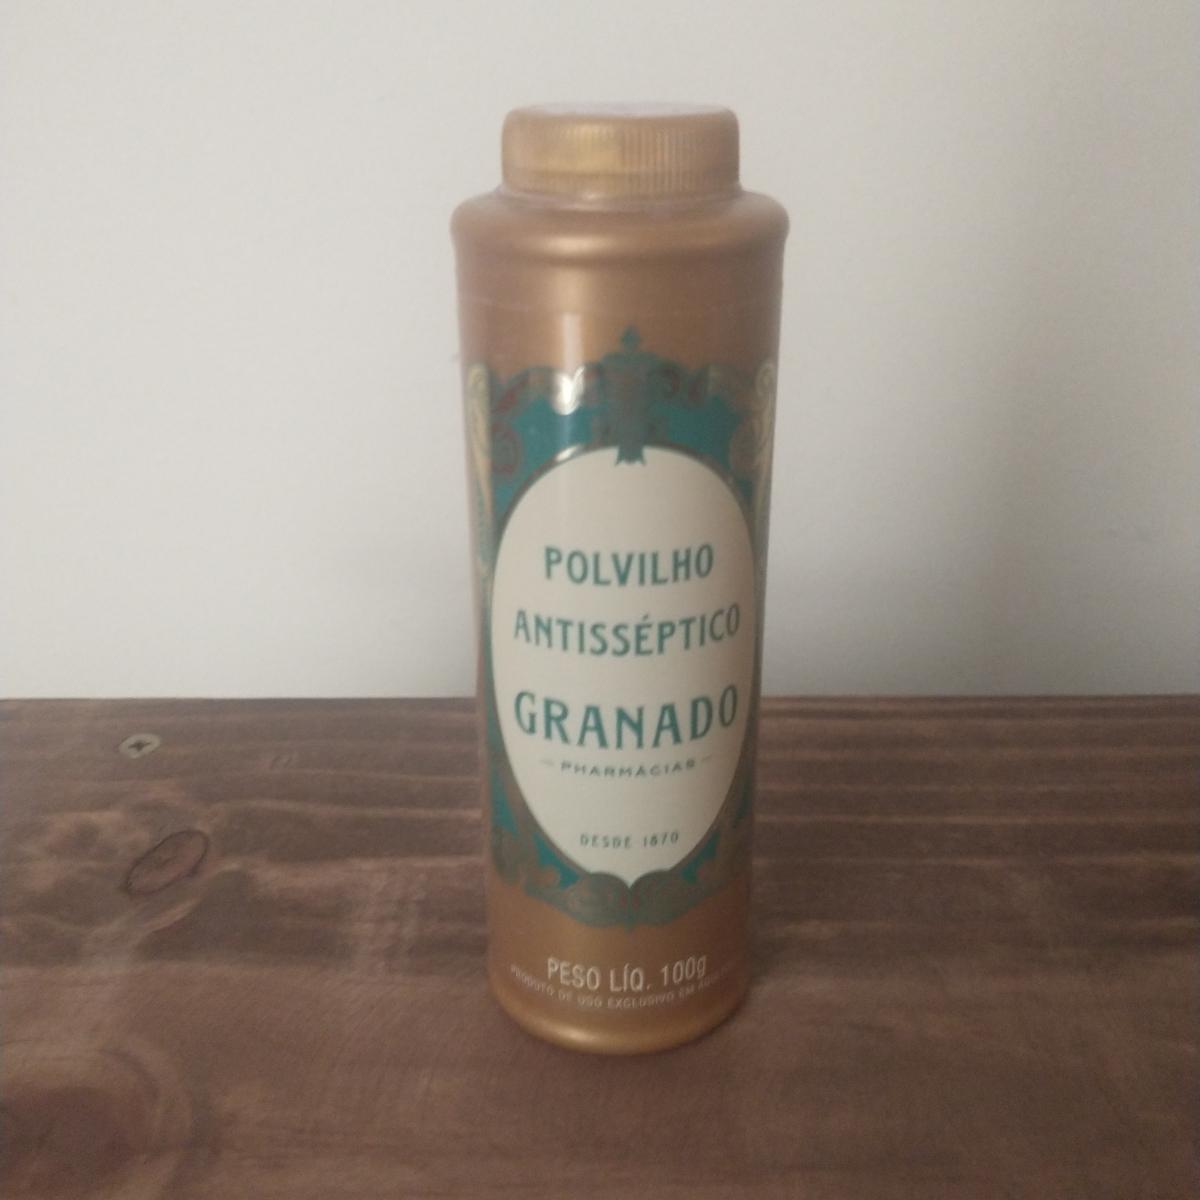 POLVILHO
ANTISSÉPTICO
GRANADO
PHARMÁCIAS
DESDE 1870
PESO LÍQ. 100g
PRODUTO DE USO EXCLUSIVO EM